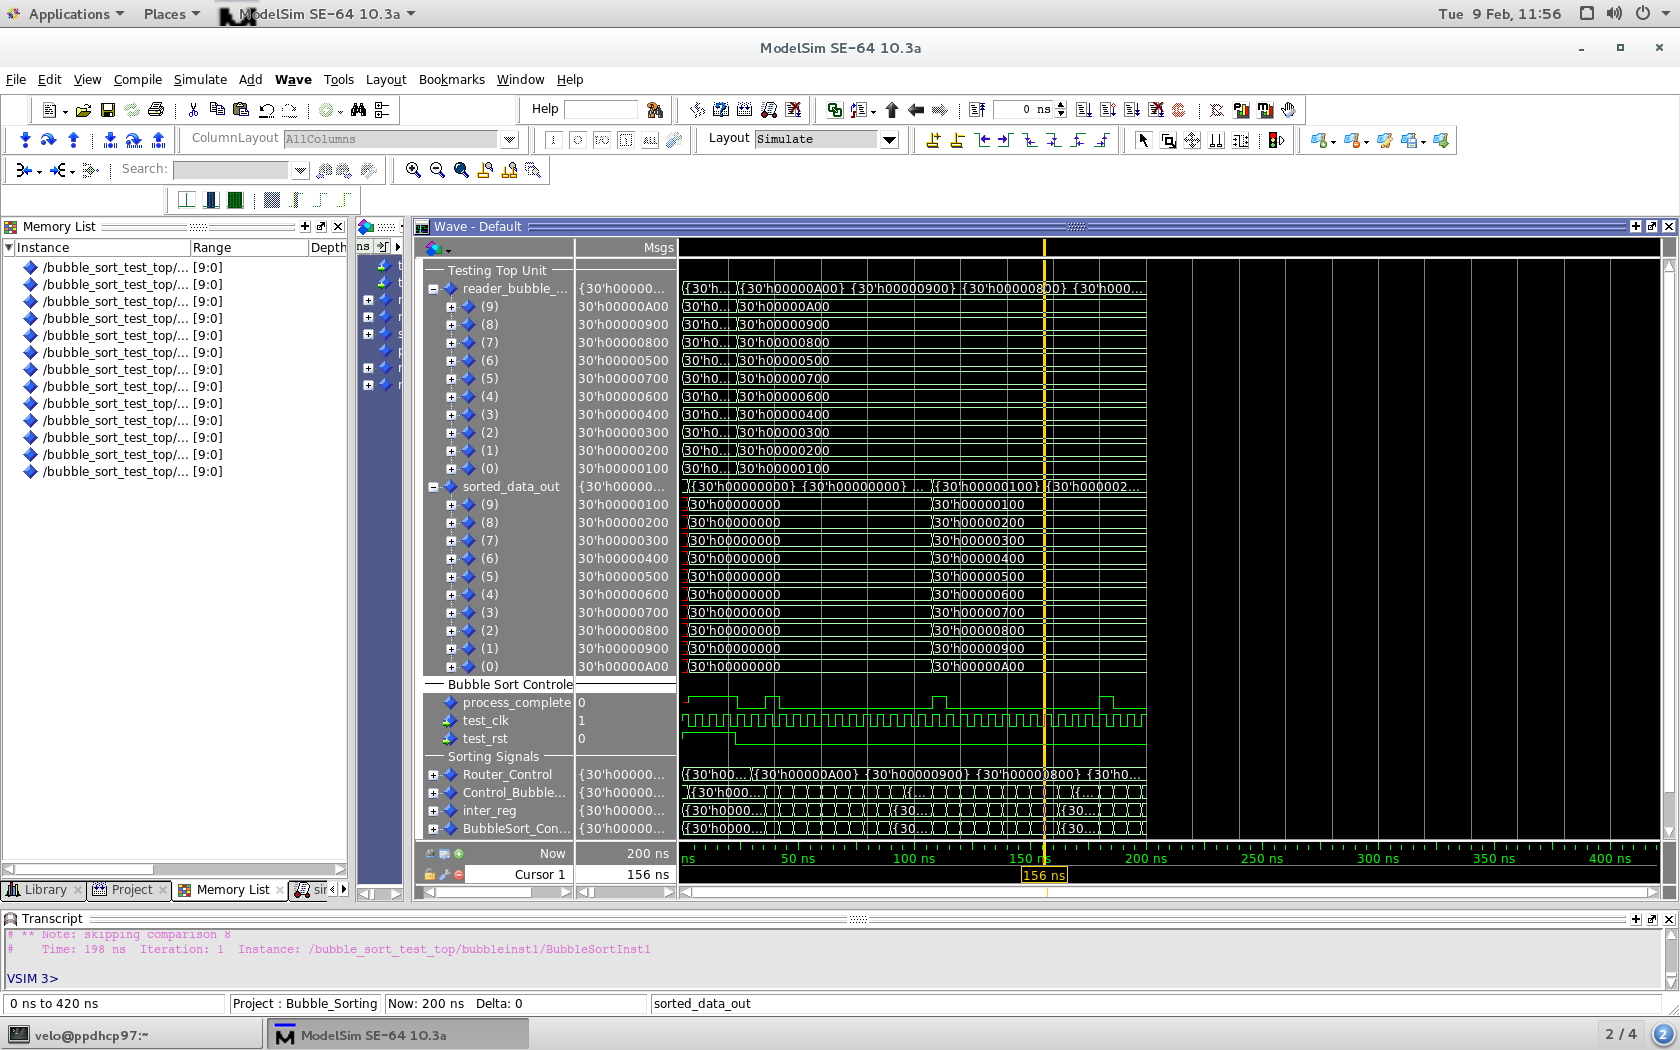 Applications Places ModelSim SE-64 10.3a Tue 9 Feb, 11:56
ModelSim SE-64 10.3a
File Edit View Compile Simulate Add Wave Tools Layout Bookmarks Window Help
Help 0 ns
ColumnLayout AllColumns Layout Simulate
Search:
Memory List
Instance Range Depth
/bubble_sort_test_top/... [9:0]
/bubble_sort_test_top/... [9:0]
/bubble_sort_test_top/... [9:0]
/bubble_sort_test_top/... [9:0]
/bubble_sort_test_top/... [9:0]
/bubble_sort_test_top/... [9:0]
/bubble_sort_test_top/... [9:0]
/bubble_sort_test_top/... [9:0]
/bubble_sort_test_top/... [9:0]
/bubble_sort_test_top/... [9:0]
/bubble_sort_test_top/... [9:0]
/bubble_sort_test_top/... [9:0]
/bubble_sort_test_top/... [9:0]
Library Project Memory List sim
ns
Wave - Default
Msgs
Testing Top Unit
reader_bubble_... {30'h00000... {30'h... {30'h00000A00} {30'h00000900} {30'h00000800} {30'h000...
(9) 30'h00000A00 30'h0... 30'h00000A00
(8) 30'h00000900 30'h0... 30'h00000900
(7) 30'h00000800 30'h0... 30'h00000800
(6) 30'h00000500 30'h0... 30'h00000500
(5) 30'h00000700 30'h0... 30'h00000700
(4) 30'h00000600 30'h0... 30'h00000600
(3) 30'h00000400 30'h0... 30'h00000400
(2) 30'h00000300 30'h0... 30'h00000300
(1) 30'h00000200 30'h0... 30'h00000200
(0) 30'h00000100 30'h0... 30'h00000100
sorted_data_out {30'h00000... {30'h00000000} {30'h00000000} ... {30'h00000100} {30'h000002...
(9) 30'h00000100 30'h00000000 30'h00000100
(8) 30'h00000200 30'h00000000 30'h00000200
(7) 30'h00000300 30'h00000000 30'h00000300
(6) 30'h00000400 30'h00000000 30'h00000400
(5) 30'h00000500 30'h00000000 30'h00000500
(4) 30'h00000600 30'h00000000 30'h00000600
(3) 30'h00000700 30'h00000000 30'h00000700
(2) 30'h00000800 30'h00000000 30'h00000800
(1) 30'h00000900 30'h00000000 30'h00000900
(0) 30'h00000A00 30'h00000000 30'h00000A00
Bubble Sort Controle
process_complete 0
test_clk 1
test_rst 0
Sorting Signals
Router_Control {30'h00000... {30'h00... {30'h00000A00} {30'h00000900} {30'h00000800} {30'h0...
Control_Bubble... {30'h00000... {30'h000... {... {...
inter_reg {30'h00000... {30'h0000... {30... {30...
BubbleSort_Con... {30'h00000... {30'h0000... {30... {30...
Now 200 ns ns 50 ns 100 ns 150 ns 200 ns 250 ns 300 ns 350 ns 400 ns
Cursor 1 156 ns 156 ns
Transcript
# ** Note: skipping comparison 8
# Time: 198 ns Iteration: 1 Instance: /bubble_sort_test_top/bubbleinst1/BubbleSortInst1
VSIM 3>
0 ns to 420 ns Project : Bubble_Sorting Now: 200 ns Delta: 0 sorted_data_out
velo@ppdhcp97:~ ModelSim SE-64 10.3a 2 / 4 2